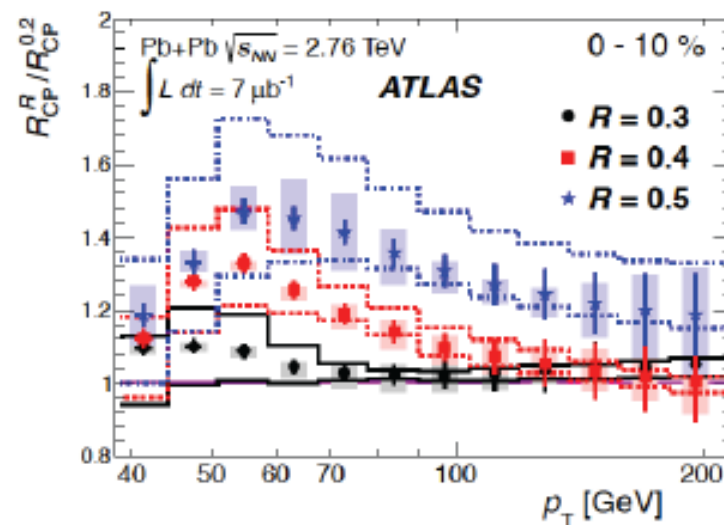 R_CP^R / R_CP^0.2
2
1.8
1.6
1.4
1.2
1
0.8
Pb+Pb √s_NN = 2.76 TeV
∫L dt = 7 μb⁻¹
ATLAS
0 - 10 %
R = 0.3
R = 0.4
R = 0.5
40 50 60 70 100 200
p_T [GeV]